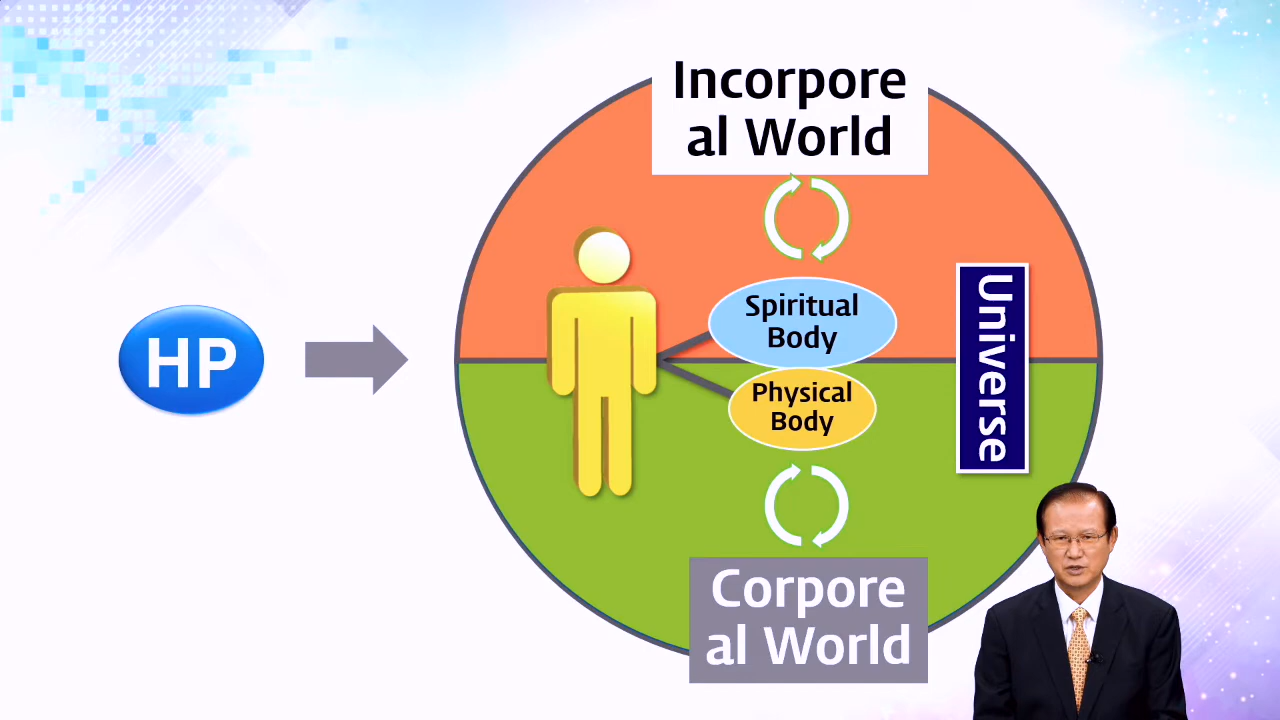 Incorpore
al World
Spiritual
Body
Universe
HP
Physical
Body
Corpore
al World